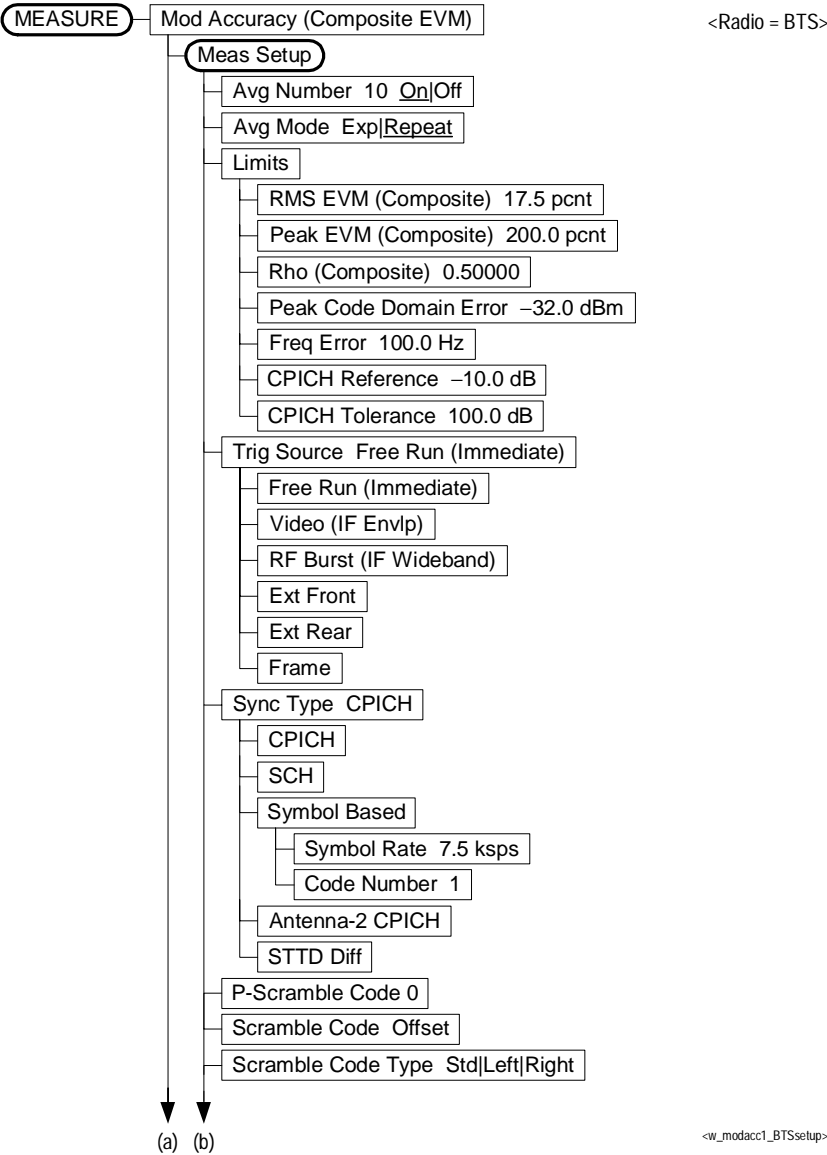 MEASURE Mod Accuracy (Composite EVM) <Radio = BTS>
Meas Setup
Avg Number 10 On|Off
Avg Mode Exp|Repeat
Limits
RMS EVM (Composite) 17.5 pcnt
Peak EVM (Composite) 200.0 pcnt
Rho (Composite) 0.50000
Peak Code Domain Error −32.0 dBm
Freq Error 100.0 Hz
CPICH Reference −10.0 dB
CPICH Tolerance 100.0 dB
Trig Source Free Run (Immediate)
Free Run (Immediate)
Video (IF Envlp)
RF Burst (IF Wideband)
Ext Front
Ext Rear
Frame
Sync Type CPICH
CPICH
SCH
Symbol Based
Symbol Rate 7.5 ksps
Code Number 1
Antenna-2 CPICH
STTD Diff
P-Scramble Code 0
Scramble Code Offset
Scramble Code Type Std|Left|Right
(a) (b) <w_modacc1_BTSsetup>